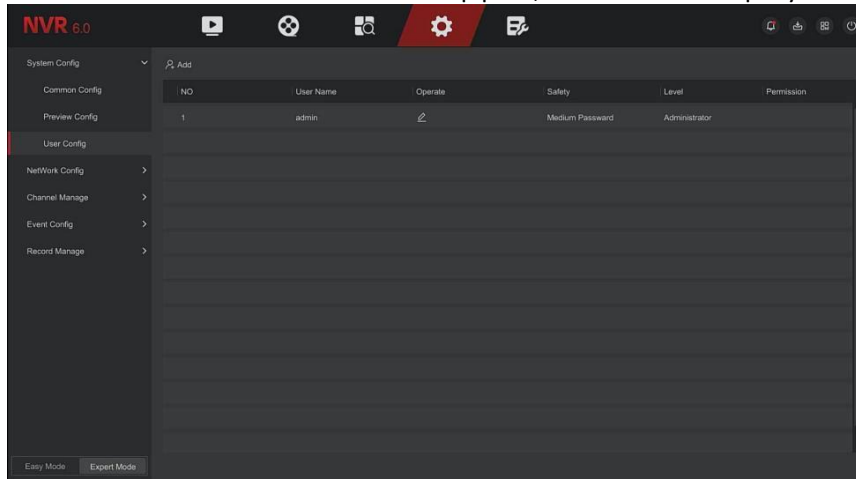 NVR 6.0
System Config
Common Config
Preview Config
User Config
NetWork Config
Channel Manage
Event Config
Record Manage
Easy Mode Expert Mode
Add
NO User Name Operate Safety Level Permission
1 admin Medium Passward Administrator